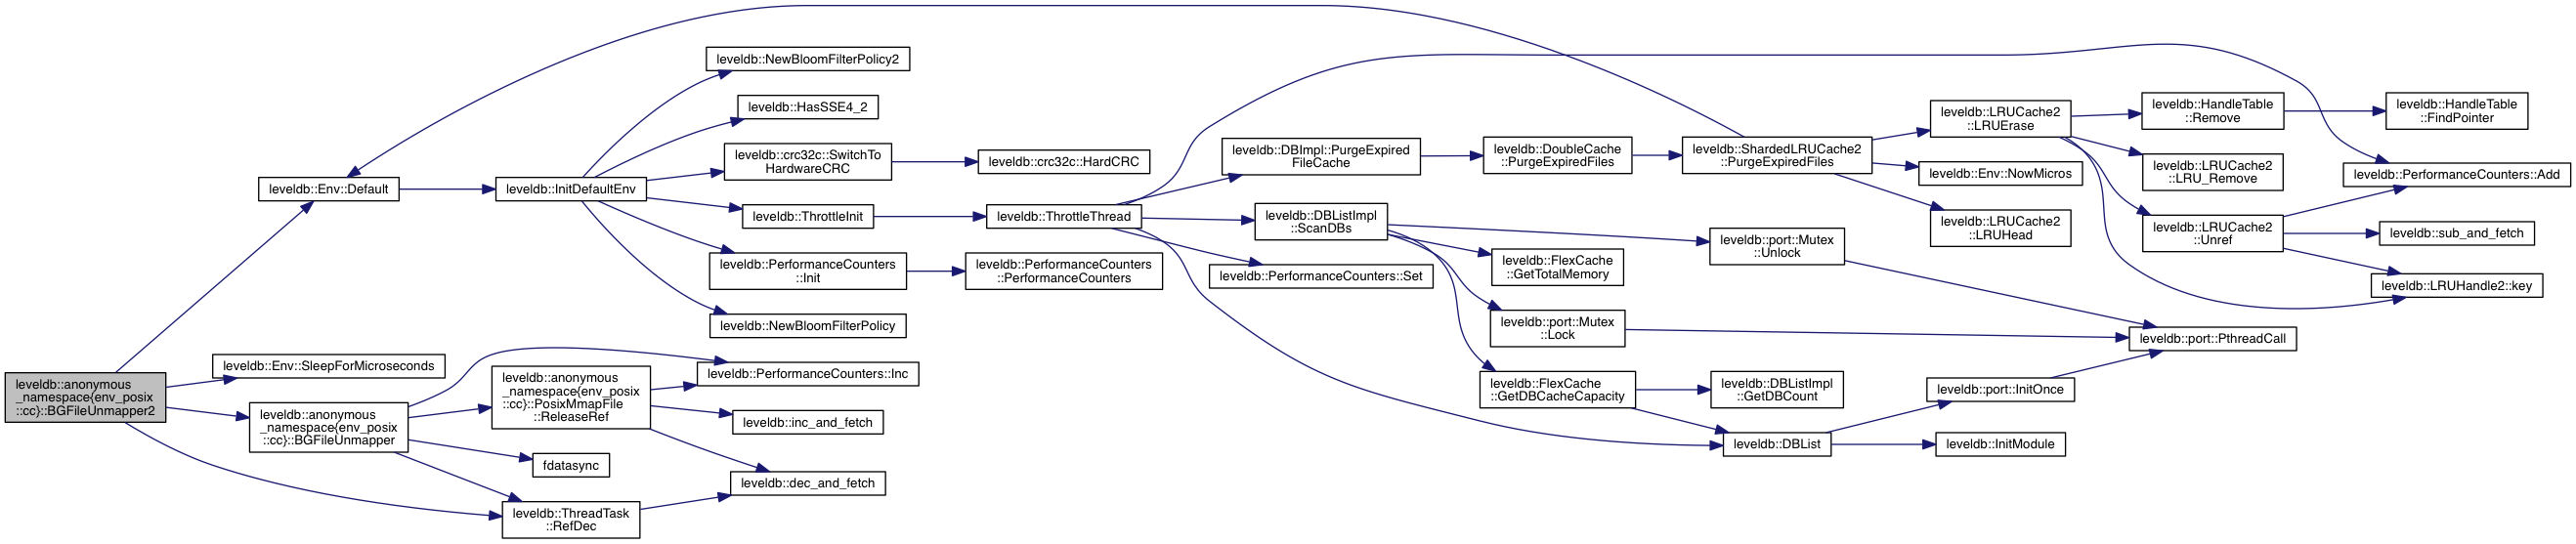 leveldb::anonymous
_namespace{env_posix
::cc}::BGFileUnmapper2
leveldb::Env::Default
leveldb::Env::SleepForMicroseconds
leveldb::anonymous
_namespace{env_posix
::cc}::BGFileUnmapper
leveldb::InitDefaultEnv
leveldb::anonymous
_namespace{env_posix
::cc}::PosixMmapFile
::ReleaseRef
fdatasync
leveldb::ThreadTask
::RefDec
leveldb::NewBloomFilterPolicy2
leveldb::HasSSE4_2
leveldb::crc32c::SwitchTo
HardwareCRC
leveldb::ThrottleInit
leveldb::PerformanceCounters
::Init
leveldb::NewBloomFilterPolicy
leveldb::PerformanceCounters::Inc
leveldb::inc_and_fetch
leveldb::dec_and_fetch
leveldb::crc32c::HardCRC
leveldb::ThrottleThread
leveldb::PerformanceCounters
::PerformanceCounters
leveldb::DBImpl::PurgeExpired
FileCache
leveldb::DBListImpl
::ScanDBs
leveldb::PerformanceCounters::Set
leveldb::DoubleCache
::PurgeExpiredFiles
leveldb::FlexCache
::GetTotalMemory
leveldb::port::Mutex
::Lock
leveldb::FlexCache
::GetDBCacheCapacity
leveldb::ShardedLRUCache2
::PurgeExpiredFiles
leveldb::port::Mutex
::Unlock
leveldb::DBListImpl
::GetDBCount
leveldb::DBList
leveldb::LRUCache2
::LRUErase
leveldb::Env::NowMicros
leveldb::LRUCache2
::LRUHead
leveldb::port::InitOnce
leveldb::InitModule
leveldb::HandleTable
::Remove
leveldb::LRUCache2
::LRU_Remove
leveldb::LRUCache2
::Unref
leveldb::port::PthreadCall
leveldb::HandleTable
::FindPointer
leveldb::PerformanceCounters::Add
leveldb::sub_and_fetch
leveldb::LRUHandle2::key